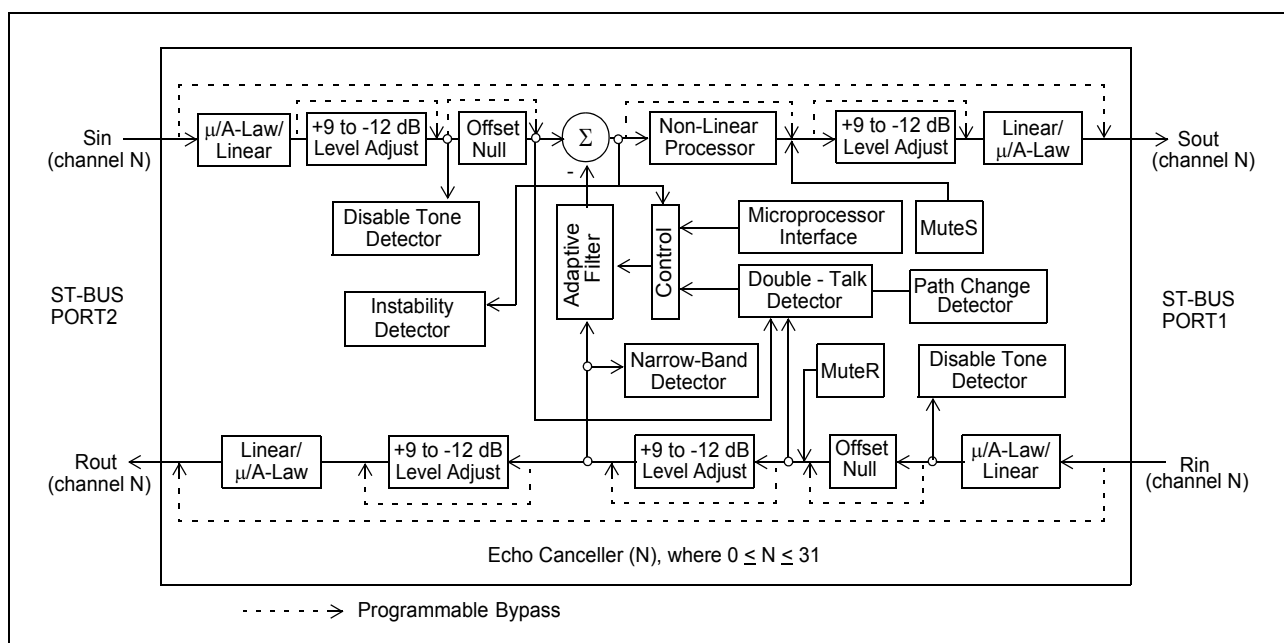 Sin
(channel N)
μ/A-Law/
Linear
+9 to -12 dB
Level Adjust
Offset
Null
Σ
-
Non-Linear
Processor
+9 to -12 dB
Level Adjust
Linear/
μ/A-Law
Sout
(channel N)
Disable Tone
Detector
Adaptive
Filter
Control
Microprocessor
Interface
MuteS
ST-BUS
PORT2
Instability
Detector
Double - Talk
Detector
Path Change
Detector
ST-BUS
PORT1
Narrow-Band
Detector
MuteR
Disable Tone
Detector
Rout
(channel N)
Linear/
μ/A-Law
+9 to -12 dB
Level Adjust
+9 to -12 dB
Level Adjust
Offset
Null
μ/A-Law/
Linear
Rin
(channel N)
Echo Canceller (N), where 0 ≤ N ≤ 31
Programmable Bypass